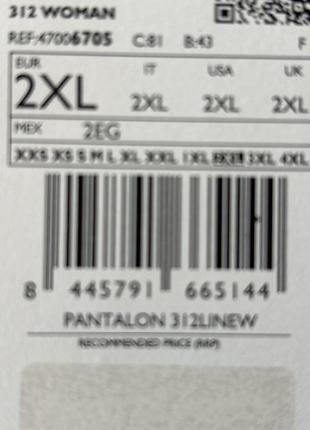 312 WOMAN
REF:47006705 C:81 B:43 F
EUR IT USA UK
2XL 2XL 2XL 2XL
MEX 2EG
XXS XS S M L XL XXL 1XL 2XL 3XL 4XL
8 445791 665144
PANTALON 312LINEW
RECOMMENDED PRICE (RRP)